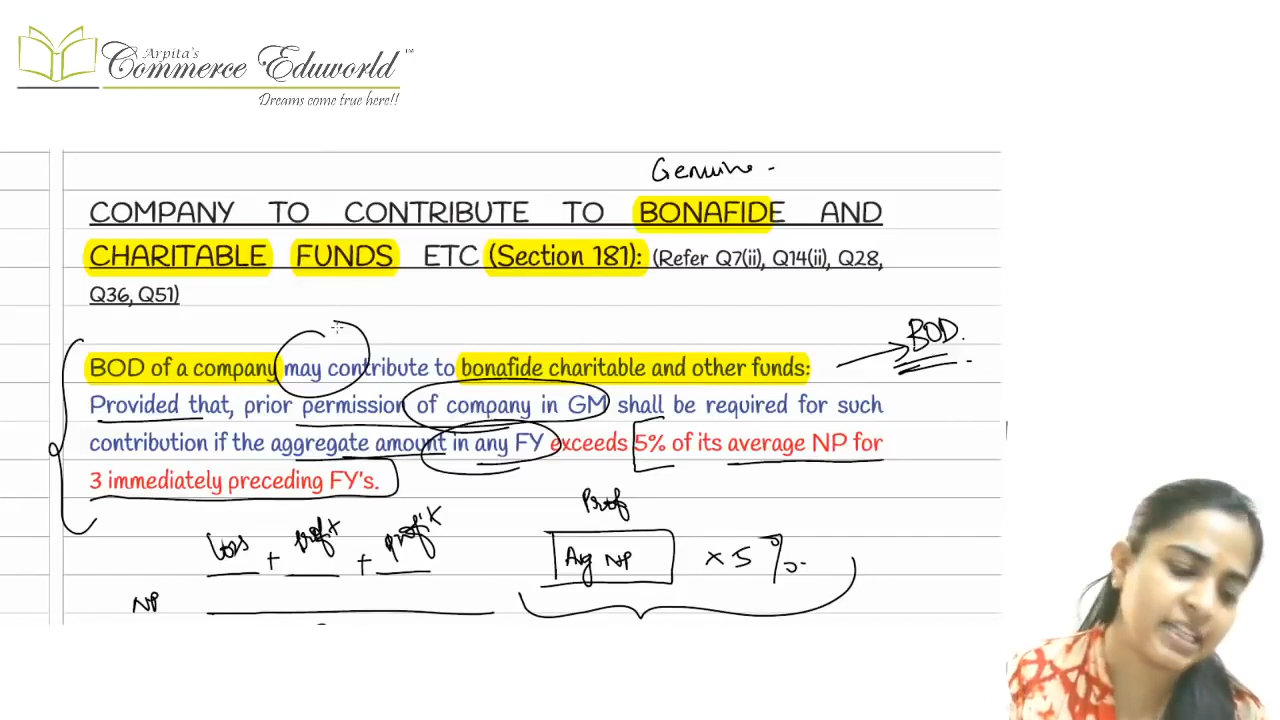 Arpita's
Commerce Eduworld™
Dreams come true here!!
Genuine -
COMPANY TO CONTRIBUTE TO BONAFIDE AND
CHARITABLE FUNDS ETC (Section 181): (Refer Q7(ii), Q14(ii), Q28,
Q36, Q51)
BOD.
BOD of a company may contribute to bonafide charitable and other funds:
Provided that, prior permission of company in GM shall be required for such
contribution if the aggregate amount in any FY exceeds 5% of its average NP for
3 immediately preceding FY's.
Profit
loss + profit + profit
Avg NP × 5%.
NP